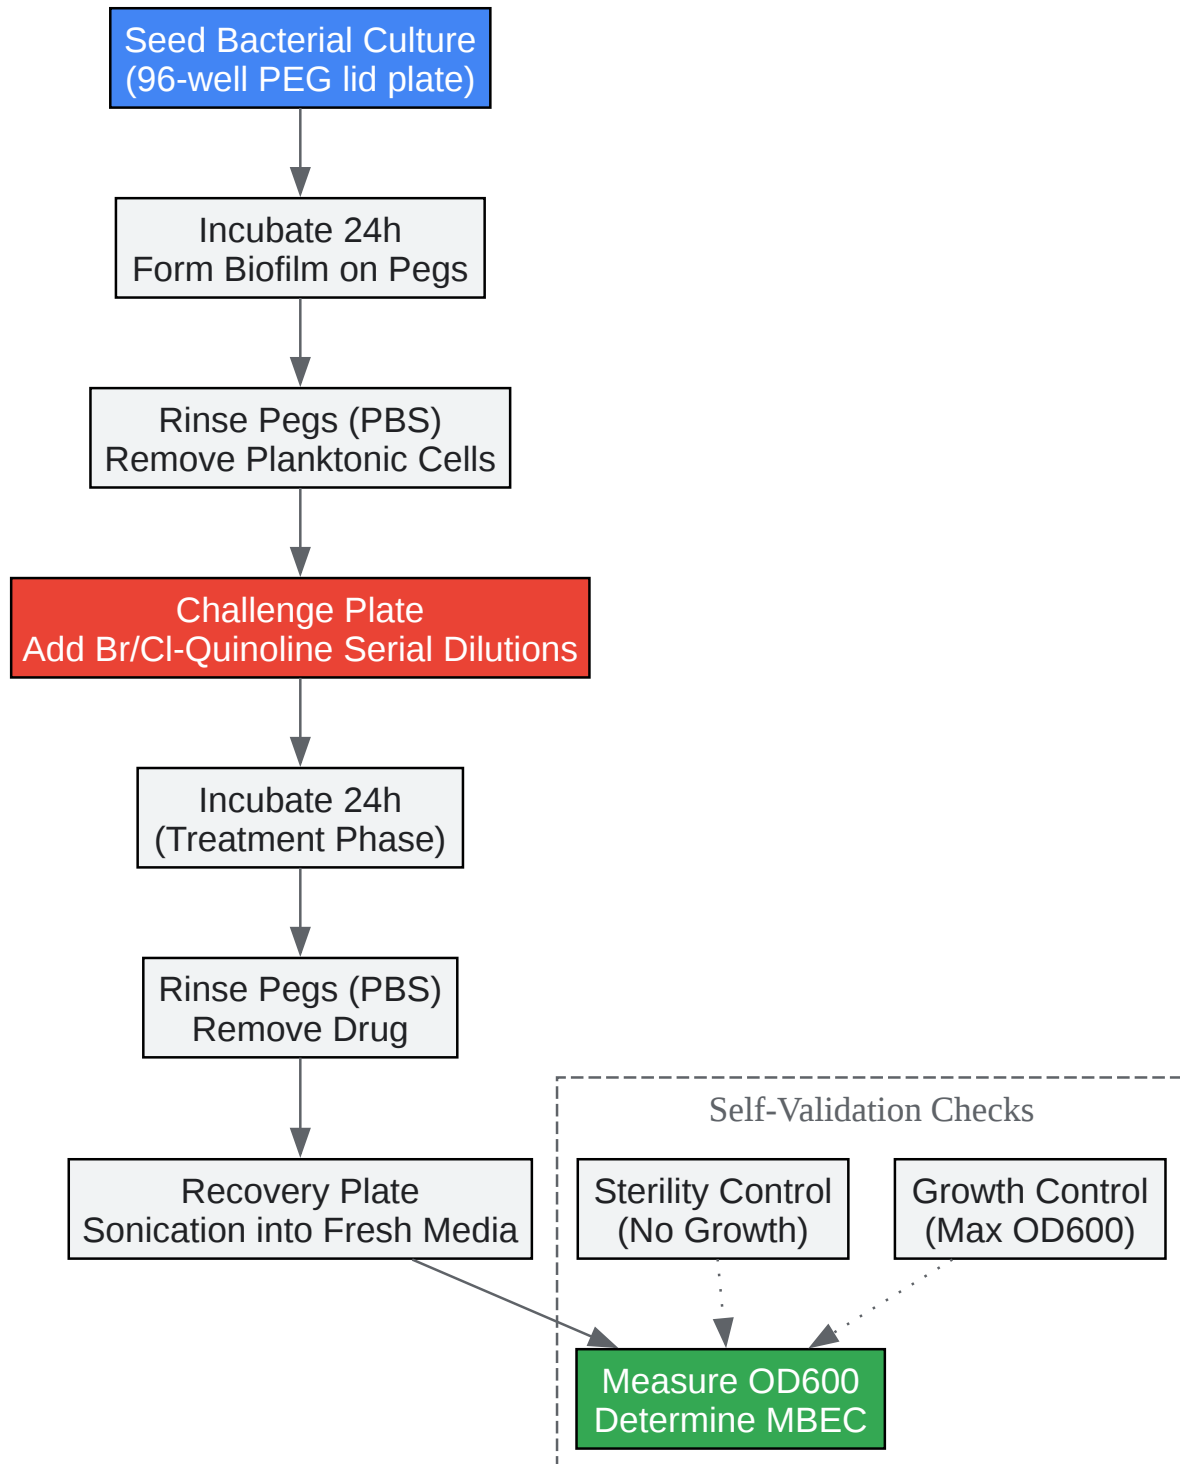 Seed Bacterial Culture
(96-well PEG lid plate)
Incubate 24h
Form Biofilm on Pegs
Rinse Pegs (PBS)
Remove Planktonic Cells
Challenge Plate
Add Br/Cl-Quinoline Serial Dilutions
Incubate 24h
(Treatment Phase)
Rinse Pegs (PBS)
Remove Drug
Self-Validation Checks
Recovery Plate
Sonication into Fresh Media
Sterility Control
(No Growth)
Growth Control
(Max OD600)
Measure OD600
Determine MBEC